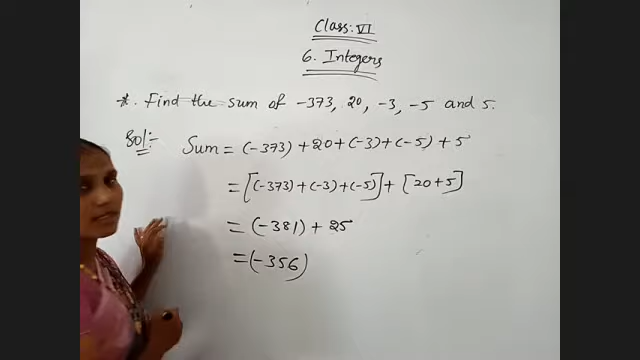 Class: VI
6. Integers
*. Find the sum of -373, 20, -3, -5 and 5.
Sol:-
Sum = (-373) + 20 + (-3) + (-5) + 5
= [(-373) + (-3) + (-5)] + [20 + 5]
= (-381) + 25
= (-356)